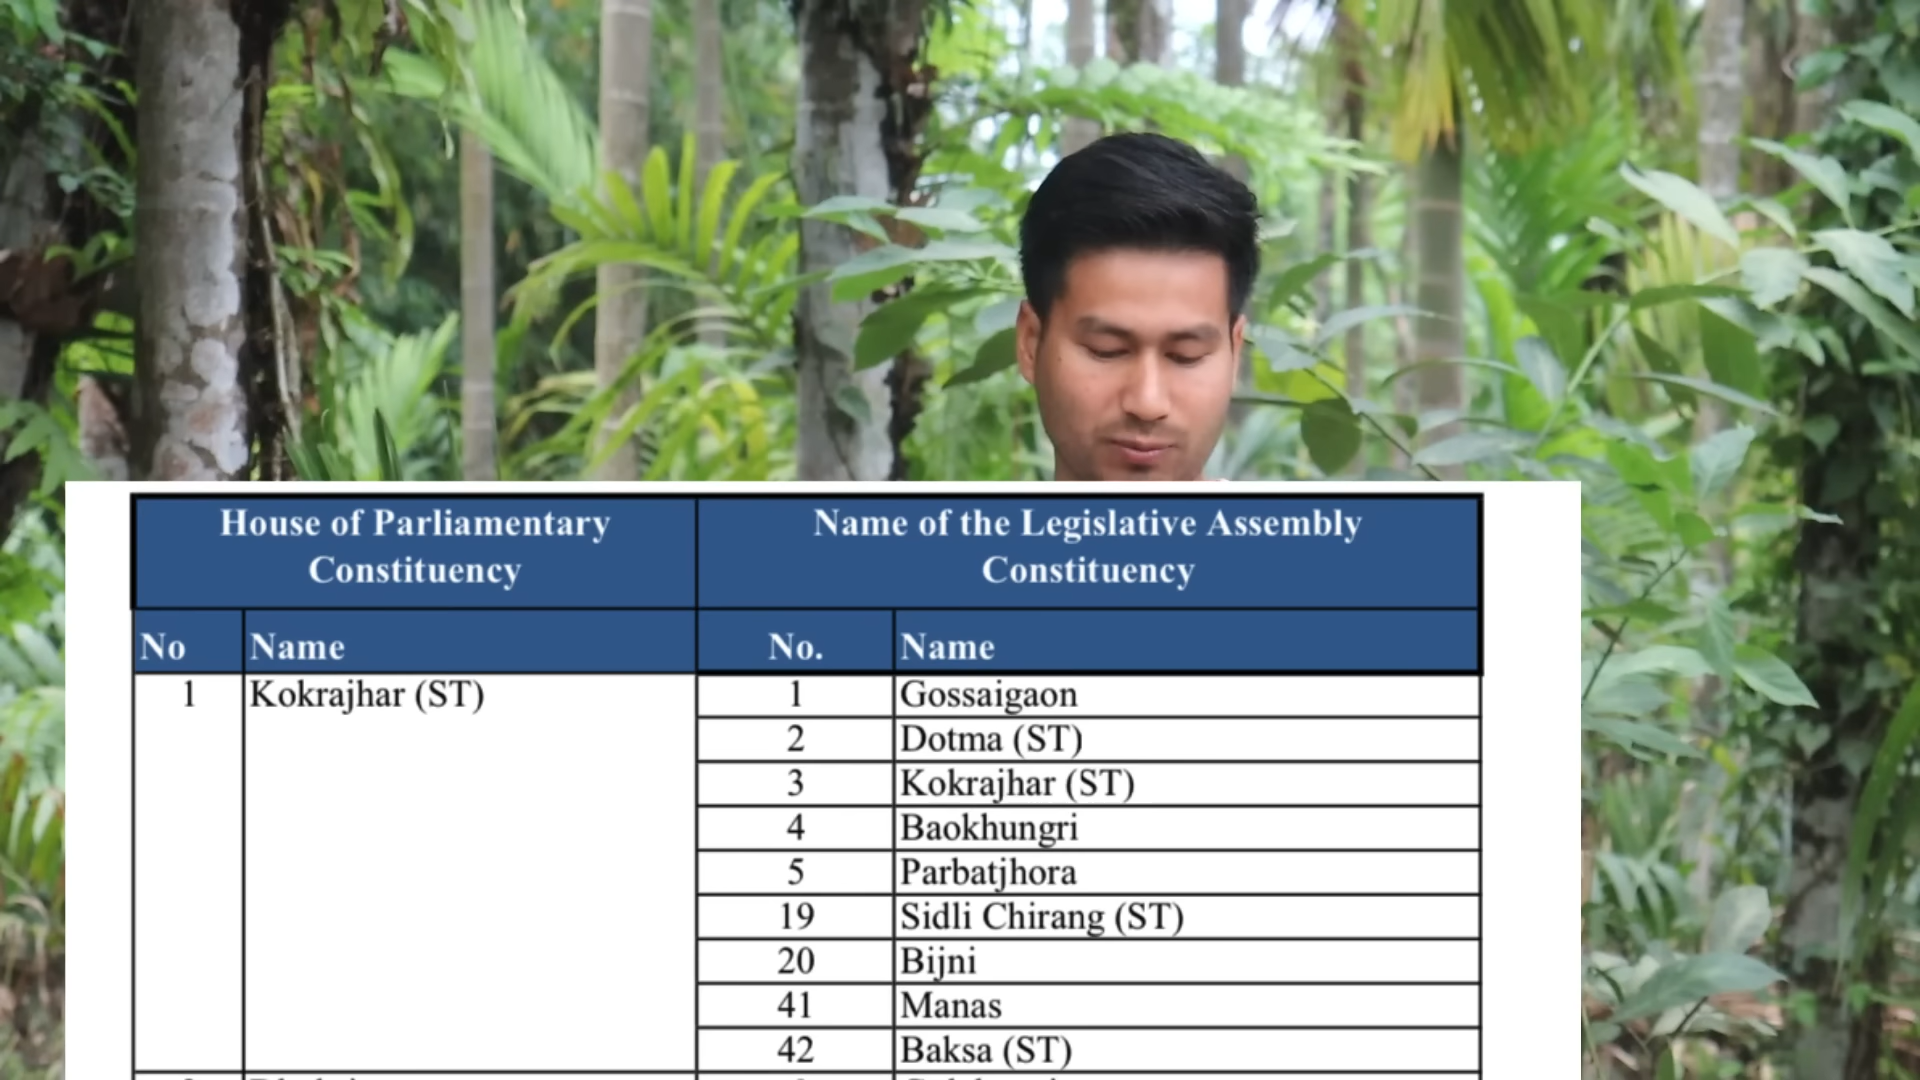 House of Parliamentary Constituency
Name of the Legislative Assembly Constituency
No Name No. Name
1 Kokrajhar (ST) 1 Gossaigaon
2 Dotma (ST)
3 Kokrajhar (ST)
4 Baokhungri
5 Parbatjhora
19 Sidli Chirang (ST)
20 Bijni
41 Manas
42 Baksa (ST)